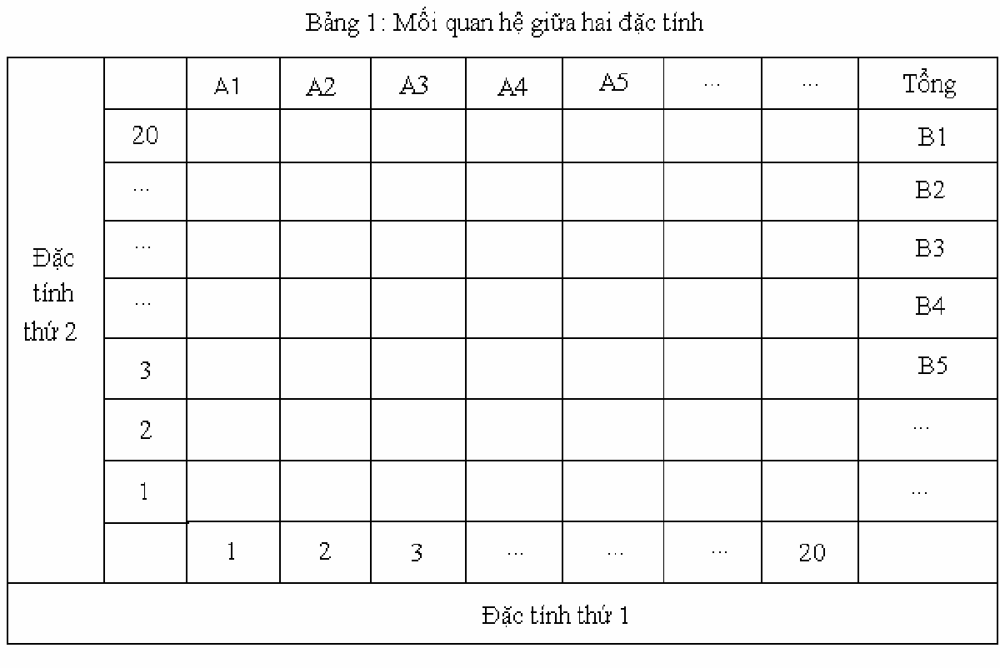 Bảng 1: Mối quan hệ giữa hai đặc tính
A1 A2 A3 A4 A5 ... ... Tổng
20 B1
... B2
... B3
... B4
3 B5
2 ...
1 ...
1 2 3 ... ... ... 20
Đặc
tính
thứ 2
Đặc tính thứ 1